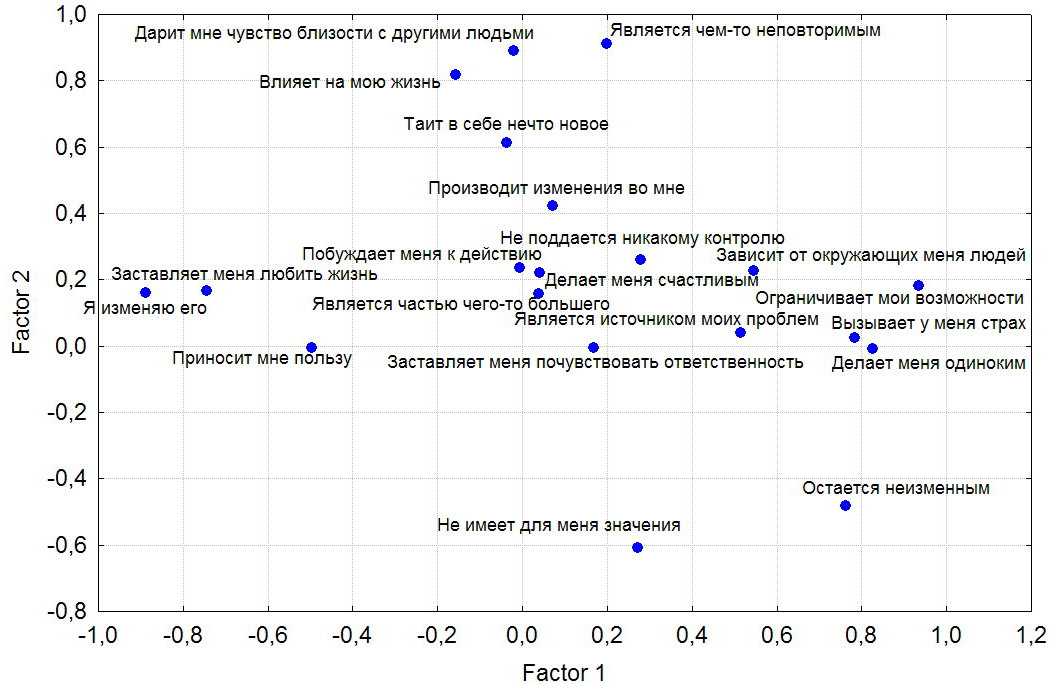 1,0
Дарит мне чувство близости с другими людьми
Является чем-то неповторимым
0,8
Влияет на мою жизнь
Таит в себе нечто новое
0,6
Производит изменения во мне
0,4
Не поддается никакому контролю
Побуждает меня к действию
Зависит от окружающих меня людей
0,2
Заставляет меня любить жизнь
Делает меня счастливым
Ограничивает мои возможности
Является частью чего-то большего
Я изменяю его
Является источником моих проблем
Вызывает у меня страх
0,0
Приносит мне пользу
Заставляет меня почувствовать ответственность
Делает меня одиноким
-0,2
-0,4
Остается неизменным
Не имеет для меня значения
-0,6
-0,8
Factor 2
-1,0 -0,8 -0,6 -0,4 -0,2 0,0 0,2 0,4 0,6 0,8 1,0 1,2
Factor 1